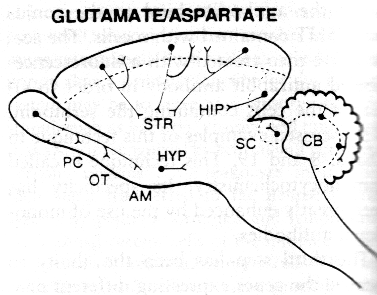 GLUTAMATE/ASPARTATE
HIP
STR
SC
CB
HYP
PC
OT
AM